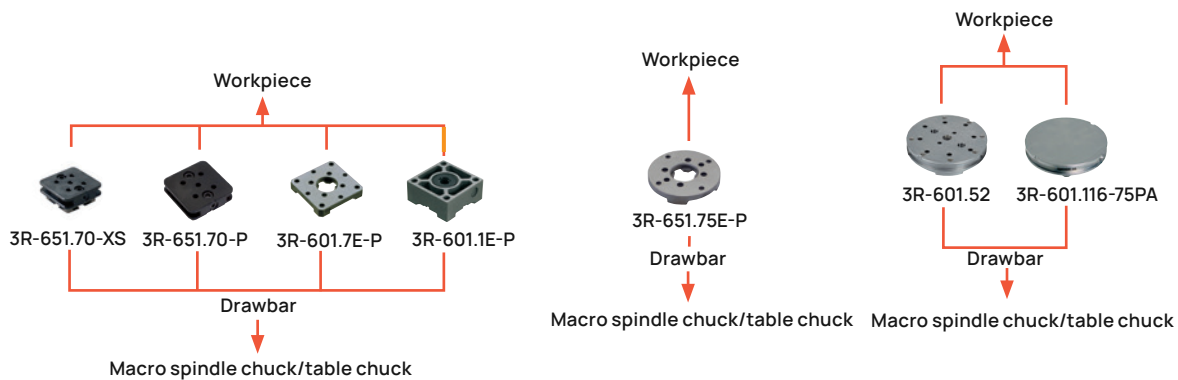 Workpiece
3R-651.70-XS
3R-651.70-P
3R-601.7E-P
3R-601.1E-P
Drawbar
Macro spindle chuck/table chuck
Workpiece
3R-651.75E-P
Drawbar
Macro spindle chuck/table chuck
Workpiece
3R-601.52
3R-601.116-75PA
Drawbar
Macro spindle chuck/table chuck